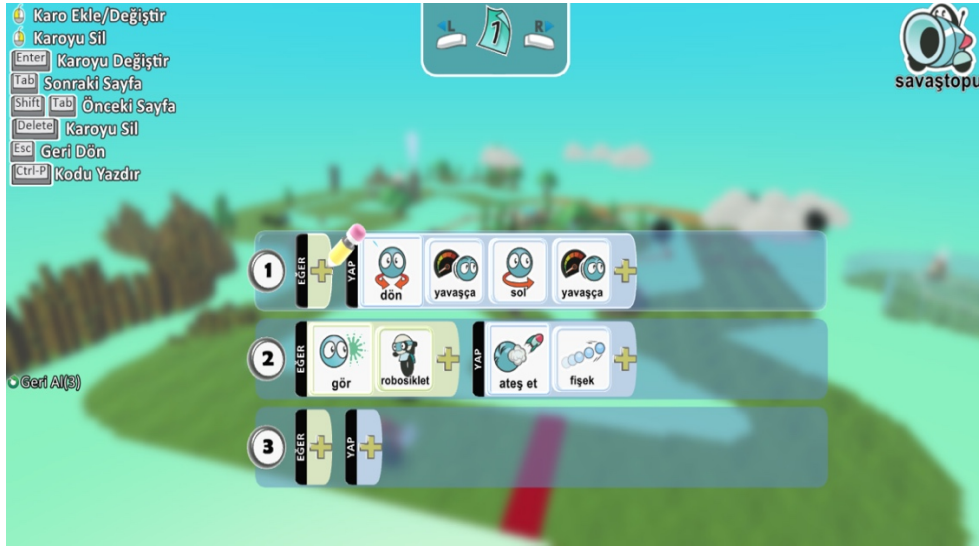 Karo Ekle/Değiştir
Karoyu Sil
Enter Karoyu Değiştir
Tab Sonraki Sayfa
Shift Tab Önceki Sayfa
Delete Karoyu Sil
Esc Geri Dön
Ctrl-P Kodu Yazdır
L 1 R
savaştopu
1 EĞER YAP dön yavaşça sol yavaşça
2 EĞER gör robosiklet YAP ateş et fişek
Geri Al(3)
3 EĞER YAP